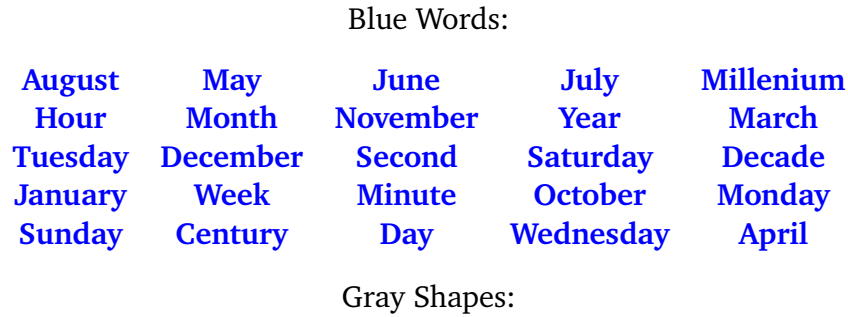 Blue Words:
August May June July Millenium
Hour Month November Year March
Tuesday December Second Saturday Decade
January Week Minute October Monday
Sunday Century Day Wednesday April
Gray Shapes: